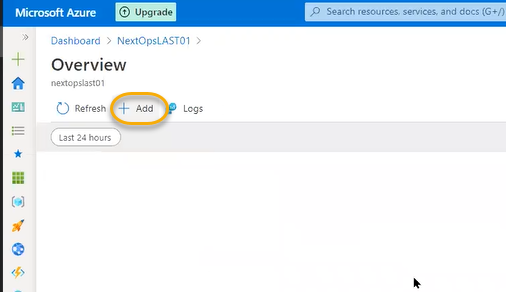 Microsoft Azure
Upgrade
Search resources, services, and docs (G+/)
Dashboard > NextOpsLAST01 >
Overview
nextopslast01
Refresh
Add
Logs
Last 24 hours